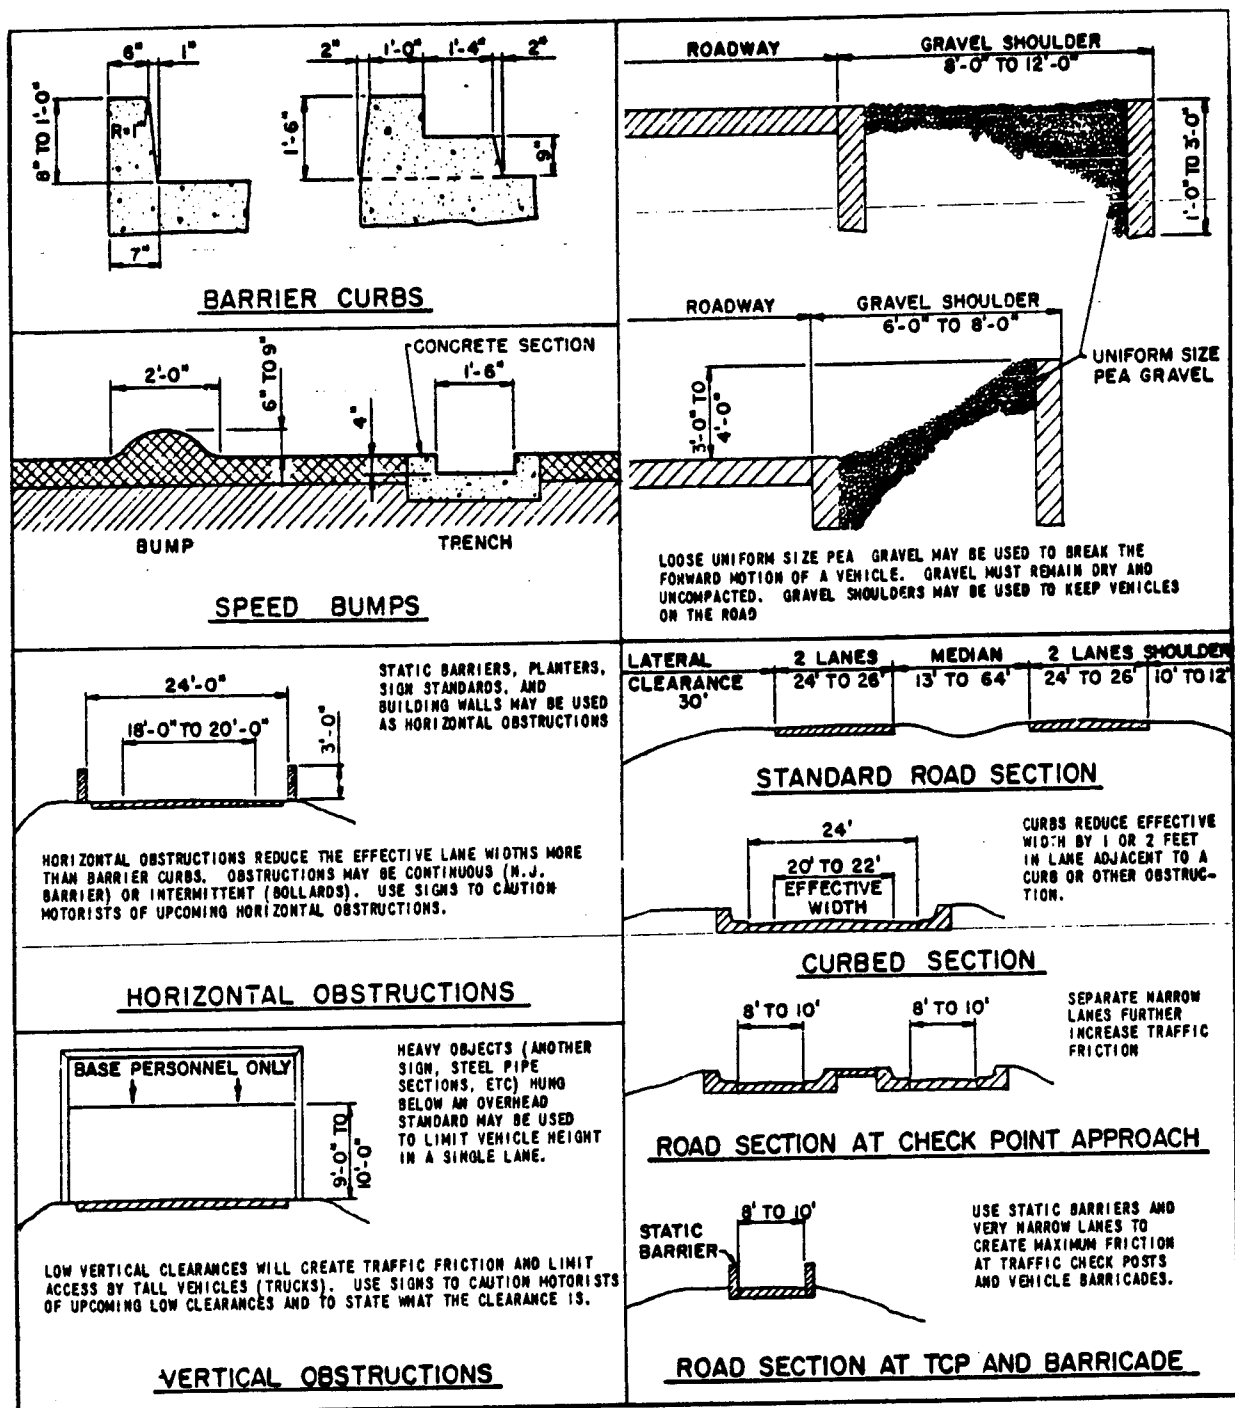 6" 1"
8" TO 1'-0"
R=1"
7"
2" 1'-0" 1'-4" 2"
1'-6"
9"
BARRIER CURBS
2'-0"
6" TO 9"
CONCRETE SECTION
1'-6"
4"
BUMP
TRENCH
SPEED BUMPS
24'-0"
18'-0" TO 20'-0"
3'-0"
STATIC BARRIERS, PLANTERS,
SIGN STANDARDS, AND
BUILDING WALLS MAY BE USED
AS HORIZONTAL OBSTRUCTIONS
HORIZONTAL OBSTRUCTIONS REDUCE THE EFFECTIVE LANE WIDTHS MORE
THAN BARRIER CURBS. OBSTRUCTIONS MAY BE CONTINUOUS (N.J.
BARRIER) OR INTERMITTENT (BOLLARDS). USE SIGNS TO CAUTION
MOTORISTS OF UPCOMING HORIZONTAL OBSTRUCTIONS.
HORIZONTAL OBSTRUCTIONS
BASE PERSONNEL ONLY
9'-0" TO
10'-0"
HEAVY OBJECTS (ANOTHER
SIGN, STEEL PIPE
SECTIONS, ETC) HUNG
BELOW AN OVERHEAD
STANDARD MAY BE USED
TO LIMIT VEHICLE HEIGHT
IN A SINGLE LANE.
LOW VERTICAL CLEARANCES WILL CREATE TRAFFIC FRICTION AND LIMIT
ACCESS BY TALL VEHICLES (TRUCKS). USE SIGNS TO CAUTION MOTORISTS
OF UPCOMING LOW CLEARANCES AND TO STATE WHAT THE CLEARANCE IS.
VERTICAL OBSTRUCTIONS
ROADWAY
GRAVEL SHOULDER
8'-0" TO 12'-0"
1'-0" TO 3'-0"
ROADWAY
GRAVEL SHOULDER
6'-0" TO 8'-0"
3'-0" TO
4'-0"
UNIFORM SIZE
PEA GRAVEL
LOOSE UNIFORM SIZE PEA GRAVEL MAY BE USED TO BREAK THE
FORWARD MOTION OF A VEHICLE. GRAVEL MUST REMAIN DRY AND
UNCOMPACTED. GRAVEL SHOULDERS MAY BE USED TO KEEP VEHICLES
ON THE ROAD
LATERAL
CLEARANCE
30'
2 LANES
24' TO 26'
MEDIAN
13' TO 64'
2 LANES
24' TO 26'
SHOULDER
10' TO 12'
STANDARD ROAD SECTION
24'
20' TO 22'
EFFECTIVE
WIDTH
CURBS REDUCE EFFECTIVE
WIDTH BY 1 OR 2 FEET
IN LANE ADJACENT TO A
CURB OR OTHER OBSTRUC-
TION.
CURBED SECTION
8' TO 10'
8' TO 10'
SEPARATE NARROW
LANES FURTHER
INCREASE TRAFFIC
FRICTION
ROAD SECTION AT CHECK POINT APPROACH
8' TO 10'
STATIC
BARRIER
USE STATIC BARRIERS AND
VERY NARROW LANES TO
CREATE MAXIMUM FRICTION
AT TRAFFIC CHECK POSTS
AND VEHICLE BARRICADES.
ROAD SECTION AT TCP AND BARRICADE